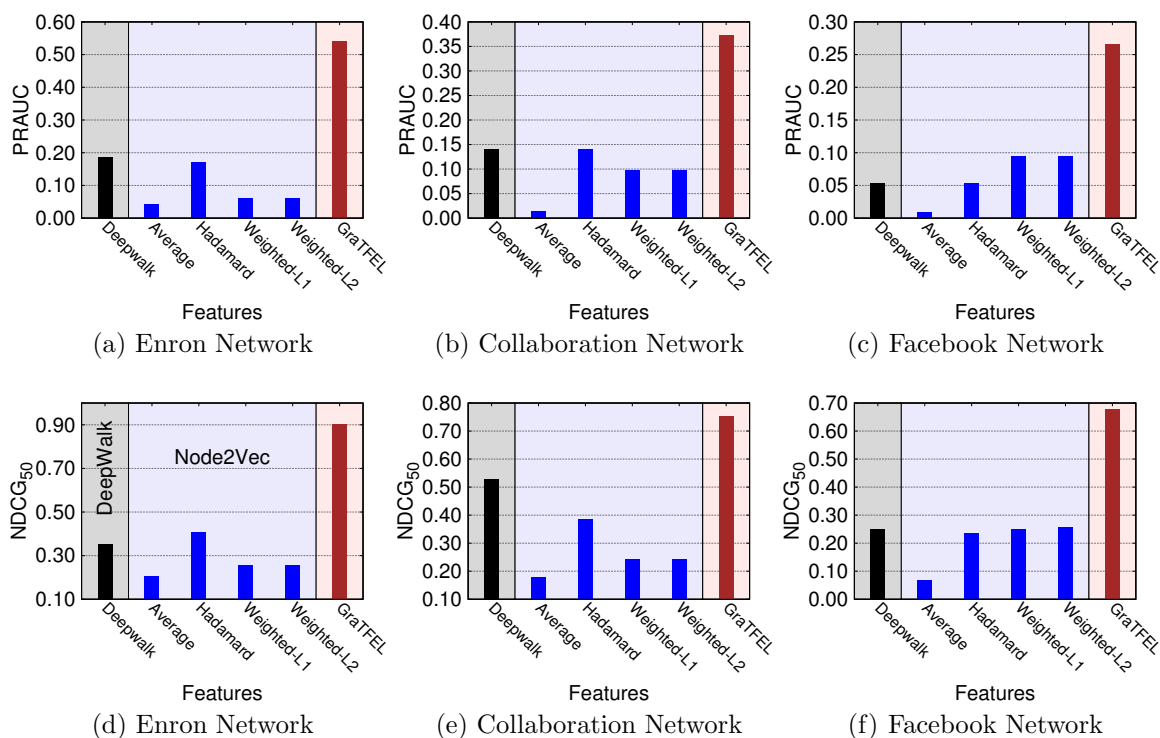 0.60
0.50
0.40
0.30
0.20
0.10
0.00
PRAUC
Deepwalk
Average
Hadamard
Weighted-L1
Weighted-L2
GraTFEL
Features
(a) Enron Network
0.40
0.35
0.30
0.25
0.20
0.15
0.10
0.05
0.00
PRAUC
Deepwalk
Average
Hadamard
Weighted-L1
Weighted-L2
GraTFEL
Features
(b) Collaboration Network
0.30
0.25
0.20
0.15
0.10
0.05
0.00
PRAUC
Deepwalk
Average
Hadamard
Weighted-L1
Weighted-L2
GraTFEL
Features
(c) Facebook Network
0.90
0.70
0.50
0.30
0.10
NDCG50
DeepWalk
Node2Vec
Deepwalk
Average
Hadamard
Weighted-L1
Weighted-L2
GraTFEL
Features
(d) Enron Network
0.80
0.70
0.60
0.50
0.40
0.30
0.20
0.10
NDCG50
Deepwalk
Average
Hadamard
Weighted-L1
Weighted-L2
GraTFEL
Features
(e) Collaboration Network
0.70
0.60
0.50
0.40
0.30
0.20
0.10
0.00
NDCG50
Deepwalk
Average
Hadamard
Weighted-L1
Weighted-L2
GraTFEL
Features
(f) Facebook Network